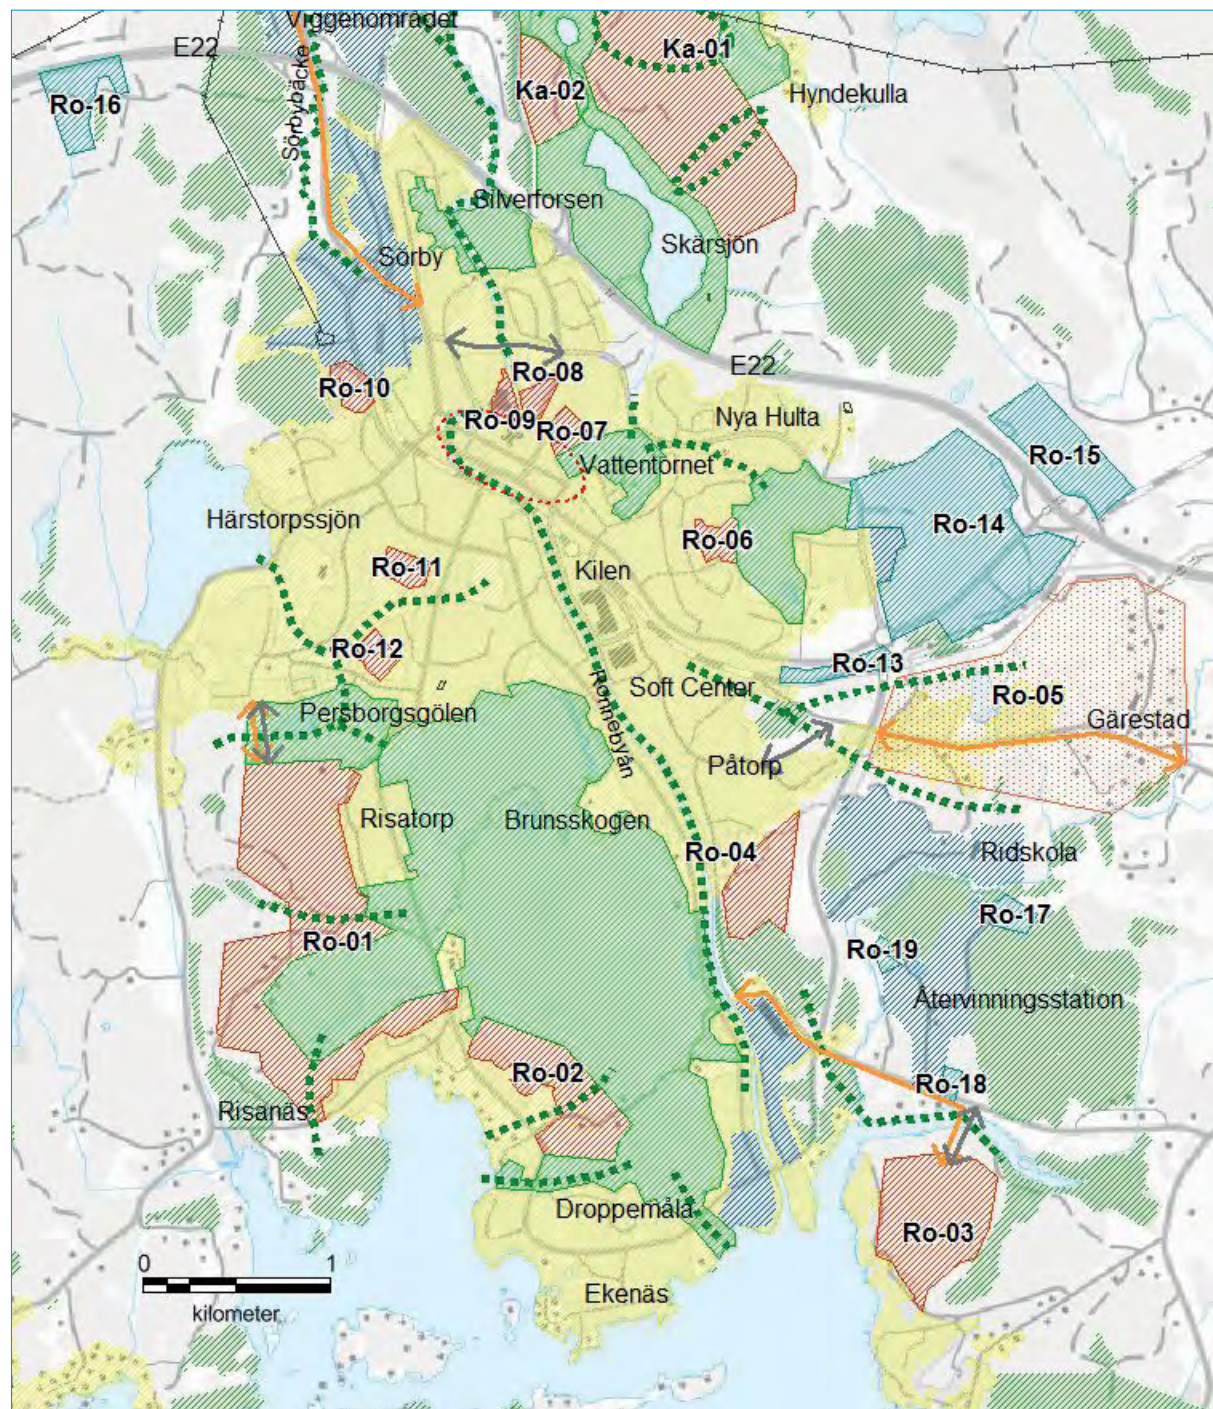 Viggenområdet
E22
Ka-01
Ro-16
Ka-02
Hyndekulla
Sörbybäcke
Silverforsen
Sörby
Skärsjön
E22
Ro-08
Ro-10
Ro-09
Ro-07
Nya Hulta
Vattentornet
Ro-15
Härstorpssjön
Ro-14
Ro-06
Ro-11
Kilen
Ro-12
Ro-13
Soft Center
Ro-05
Persborgsgölen
Gärestad
Ronnebyån
Påtorp
Risatorp
Brunsskogen
Ro-04
Ridskola
Ro-17
Ro-01
Ro-19
Återvinningsstation
Ro-02
Ro-18
Risanäs
Droppemåla
Ro-03
0 1
kilometer
Ekenäs